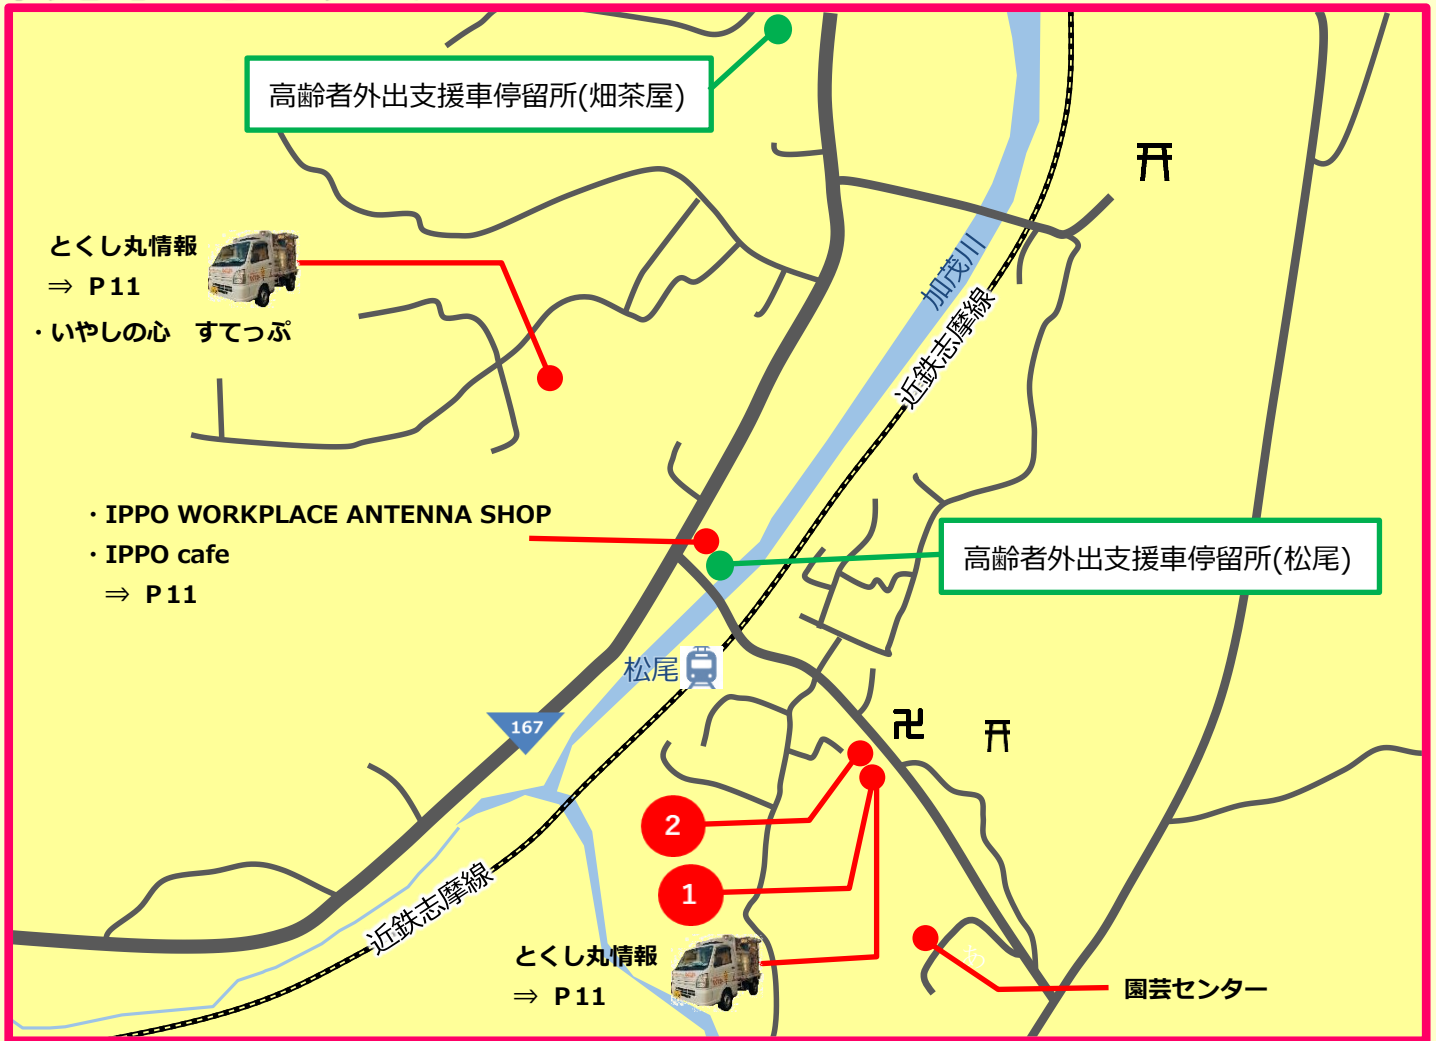 高齢者外出支援車停留所(畑茶屋)
とくし丸情報
⇒ P11
・いやしの心　すてっぷ
加茂川
近鉄志摩線
・IPPO WORKPLACE ANTENNA SHOP
・IPPO cafe
⇒ P11
高齢者外出支援車停留所(松尾)
松尾
167
卍
2
1
近鉄志摩線
とくし丸情報
⇒ P11
園芸センター